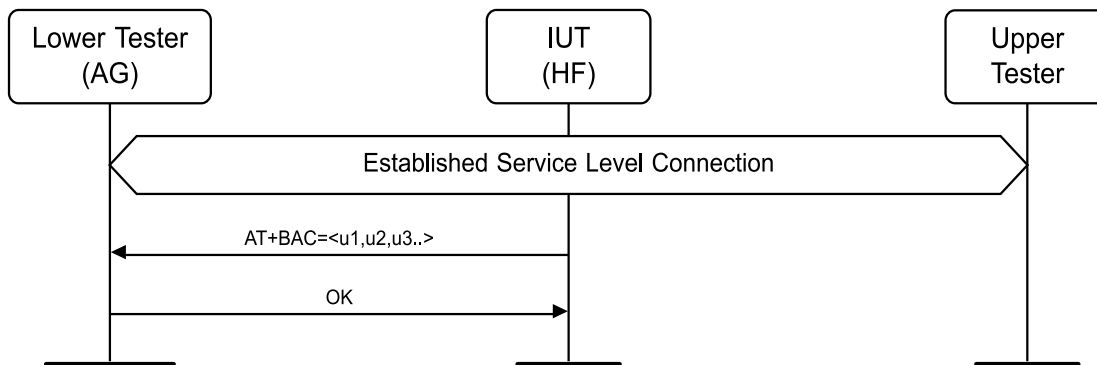 Lower Tester
(AG)
IUT
(HF)
Upper
Tester
Established Service Level Connection
AT+BAC=<u1,u2,u3..>
OK